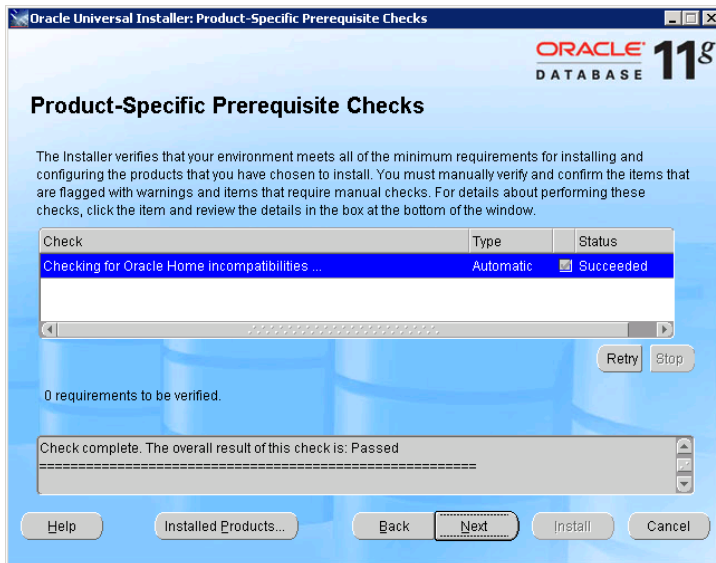 Oracle Universal Installer: Product-Specific Prerequisite Checks
ORACLE 11g
DATABASE
Product-Specific Prerequisite Checks
The Installer verifies that your environment meets all of the minimum requirements for installing and
configuring the products that you have chosen to install. You must manually verify and confirm the items that
are flagged with warnings and items that require manual checks. For details about performing these
checks, click the item and review the details in the box at the bottom of the window.
Check Type Status
Checking for Oracle Home incompatibilities ... Automatic Succeeded
Retry Stop
0 requirements to be verified.
Check complete. The overall result of this check is: Passed
========================================================
Help Installed Products... Back Next Install Cancel